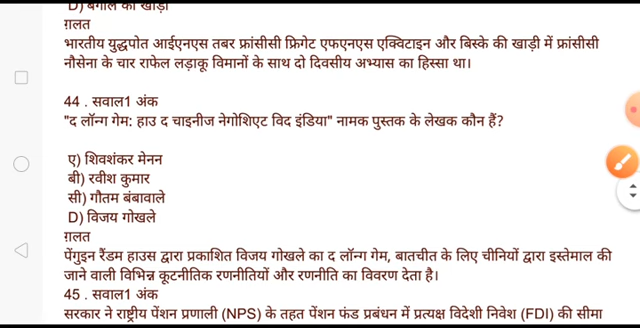 D) बंगाल की खाड़ी
ग़लत
भारतीय युद्धपोत आईएनएस तबर फ्रांसीसी फ्रिगेट एफएनएस एक्विटाइन और बिस्के की खाड़ी में फ्रांसीसी
नौसेना के चार राफेल लड़ाकू विमानों के साथ दो दिवसीय अभ्यास का हिस्सा था।
44 . सवाल1 अंक
"द लॉन्ग गेम: हाउ द चाइनीज नेगोशिएट विद इंडिया" नामक पुस्तक के लेखक कौन हैं?
ए) शिवशंकर मेनन
बी) रवीश कुमार
सी) गौतम बंबावाले
D) विजय गोखले
ग़लत
पेंगुइन रैंडम हाउस द्वारा प्रकाशित विजय गोखले का द लॉन्ग गेम, बातचीत के लिए चीनियों द्वारा इस्तेमाल की
जाने वाली विभिन्न कूटनीतिक रणनीतियों और रणनीति का विवरण देता है।
45 . सवाल1 अंक
सरकार ने राष्ट्रीय पेंशन प्रणाली (NPS) के तहत पेंशन फंड प्रबंधन में प्रत्यक्ष विदेशी निवेश (FDI) की सीमा